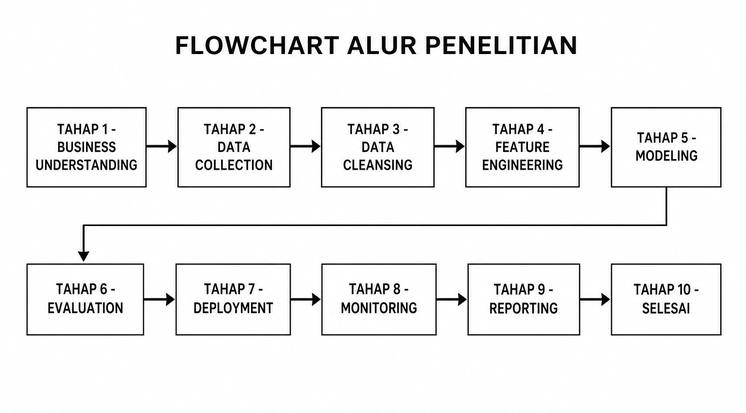 FLOWCHART ALUR PENELITIAN
TAHAP 1 -
BUSINESS
UNDERSTANDING
TAHAP 2 -
DATA
COLLECTION
TAHAP 3 -
DATA
CLEANSING
TAHAP 4 -
FEATURE
ENGINEERING
TAHAP 5 -
MODELING
TAHAP 6 -
EVALUATION
TAHAP 7 -
DEPLOYMENT
TAHAP 8 -
MONITORING
TAHAP 9 -
REPORTING
TAHAP 10 -
SELESAI